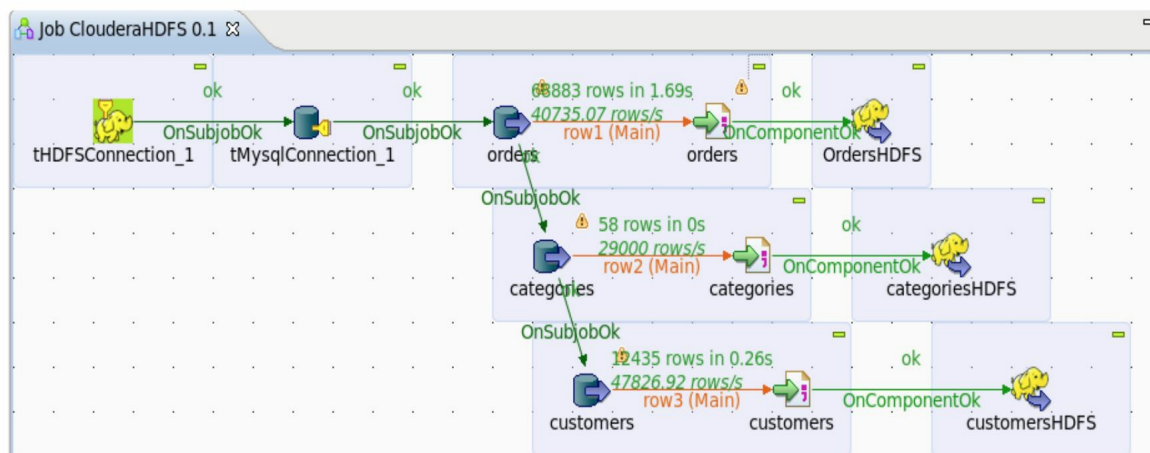 Job ClouderaHDFS 0.1
ok
ok
68883 rows in 1.69s
ok
40735.07 rows/s
OnSubjobOk
OnSubjobOk
row1 (Main)
OnComponentOk
tHDFSConnection_1
tMysqlConnection_1
orders
orders
OrdersHDFS
ok
OnSubjobOk
58 rows in 0s
ok
29000 rows/s
row2 (Main)
OnComponentOk
categories
categories
categoriesHDFS
ok
OnSubjobOk
12435 rows in 0.26s
ok
47826.92 rows/s
row3 (Main)
OnComponentOk
customers
customers
customersHDFS